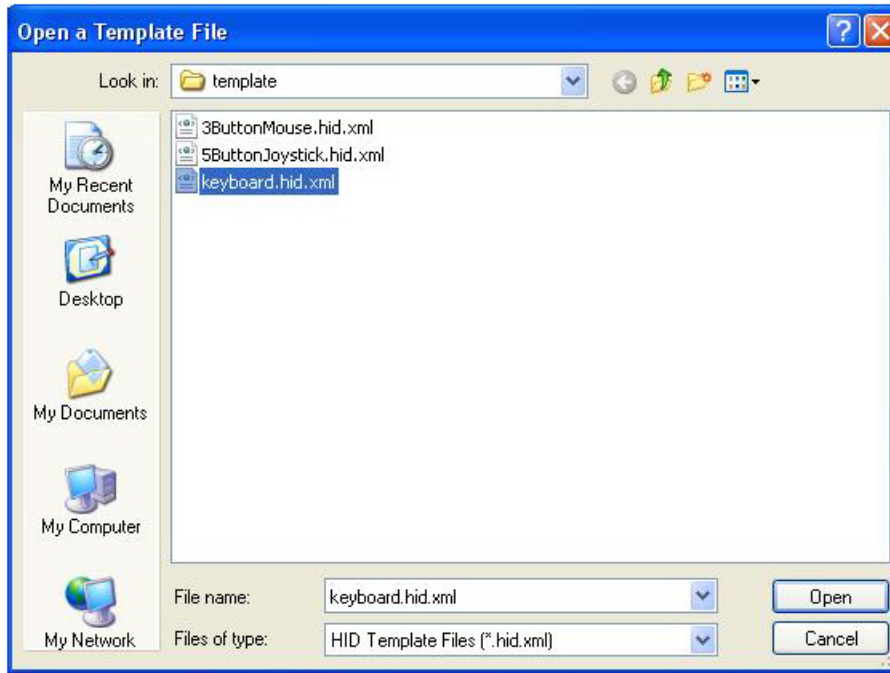 Open a Template File
Look in: template
3ButtonMouse.hid.xml
5ButtonJoystick.hid.xml
keyboard.hid.xml
My Recent
Documents
Desktop
My Documents
My Computer
My Network
File name: keyboard.hid.xml Open
Files of type: HID Template Files (*.hid.xml) Cancel